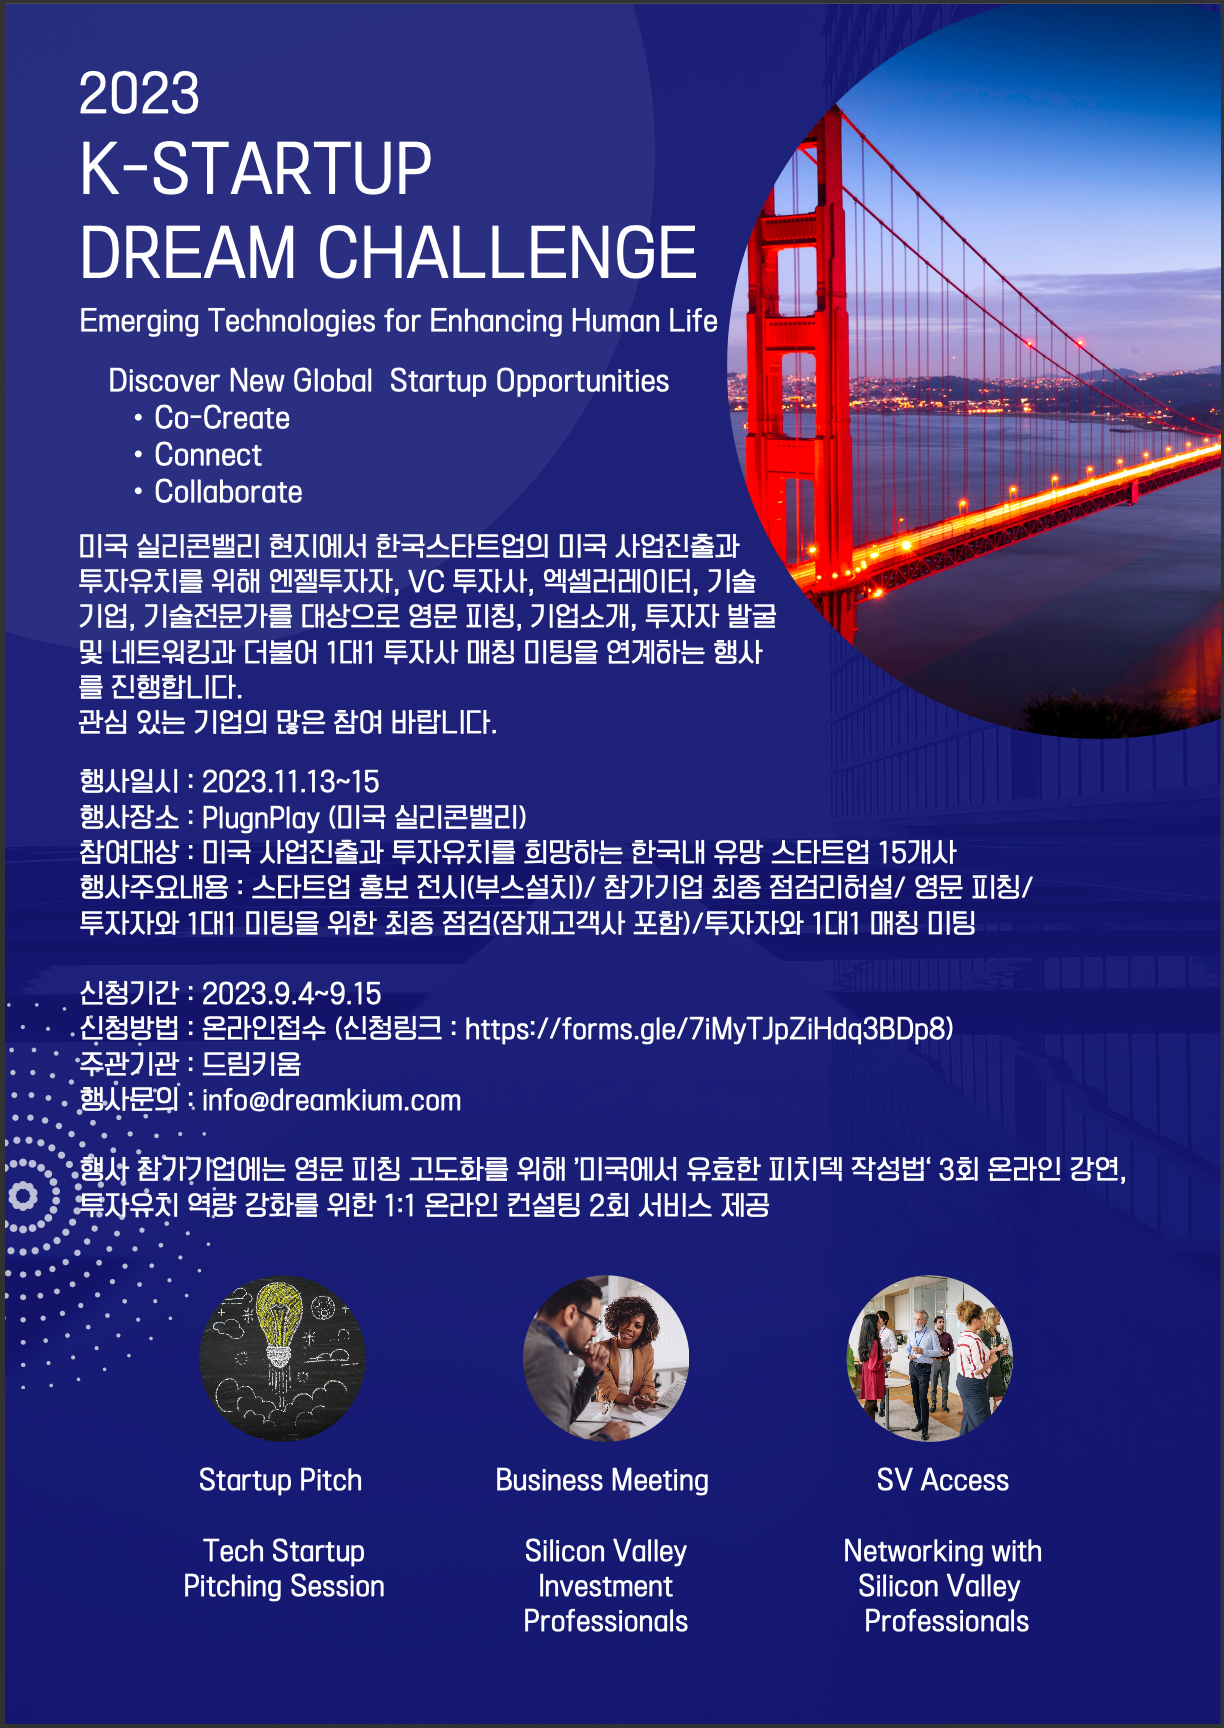 2023
K-STARTUP
DREAM CHALLENGE
Emerging Technologies for Enhancing Human Life
Discover New Global Startup Opportunities
• Co-Create
• Connect
• Collaborate
미국 실리콘밸리 현지에서 한국스타트업의 미국 사업진출과
투자유치를 위해 엔젤투자자, VC 투자사, 엑셀러레이터, 기술
기업, 기술전문가를 대상으로 영문 피칭, 기업소개, 투자자 발굴
및 네트워킹과 더불어 1대1 투자사 매칭 미팅을 연계하는 행사
를 진행합니다.
관심 있는 기업의 많은 참여 바랍니다.
행사일시 : 2023.11.13~15
행사장소 : PlugnPlay (미국 실리콘밸리)
참여대상 : 미국 사업진출과 투자유치를 희망하는 한국내 유망 스타트업 15개사
행사주요내용 : 스타트업 홍보 전시(부스설치)/ 참가기업 최종 점검리허설/ 영문 피칭/
투자자와 1대1 미팅을 위한 최종 점검(잠재고객사 포함)/투자자와 1대1 매칭 미팅
신청기간 : 2023.9.4~9.15
신청방법 : 온라인접수 (신청링크 : https://forms.gle/7iMyTJpZiHdq3BDp8)
주관기관 : 드림키움
행사문의 : info@dreamkium.com
행사 참가기업에는 영문 피칭 고도화를 위해 '미국에서 유효한 피치덱 작성법‘ 3회 온라인 강연,
투자유치 역량 강화를 위한 1:1 온라인 컨설팅 2회 서비스 제공
Startup Pitch
Tech Startup
Pitching Session
Business Meeting
Silicon Valley
Investment
Professionals
SV Access
Networking with
Silicon Valley
Professionals